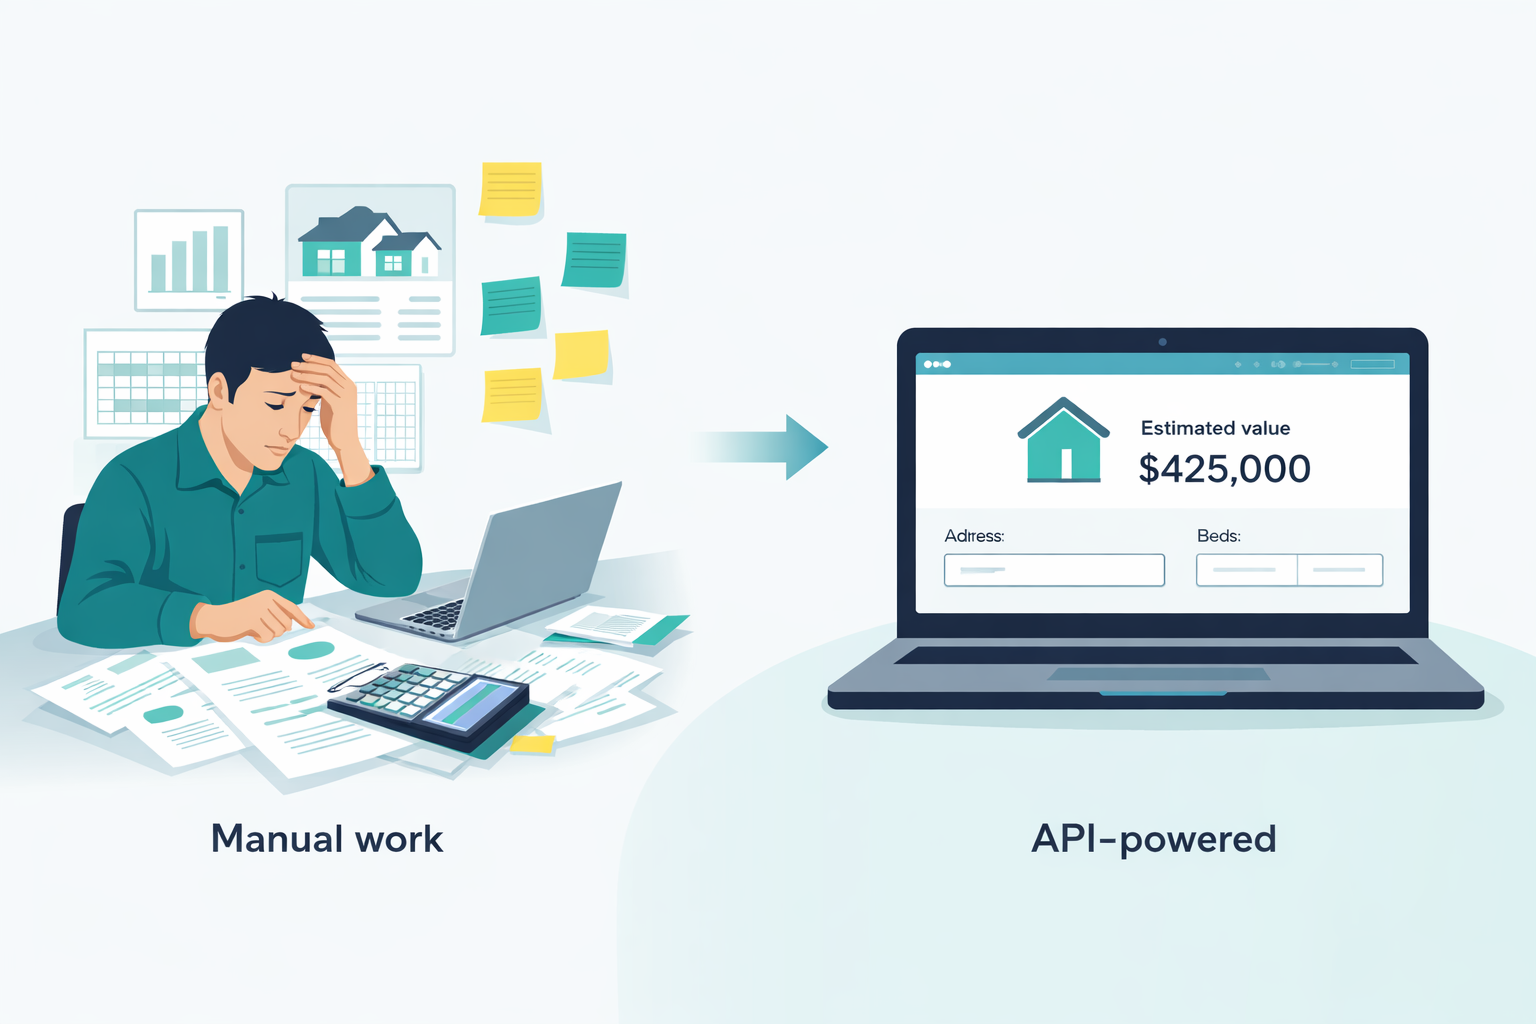 Estimated value
$425,000
Adress:
Beds:
Manual work
API-powered